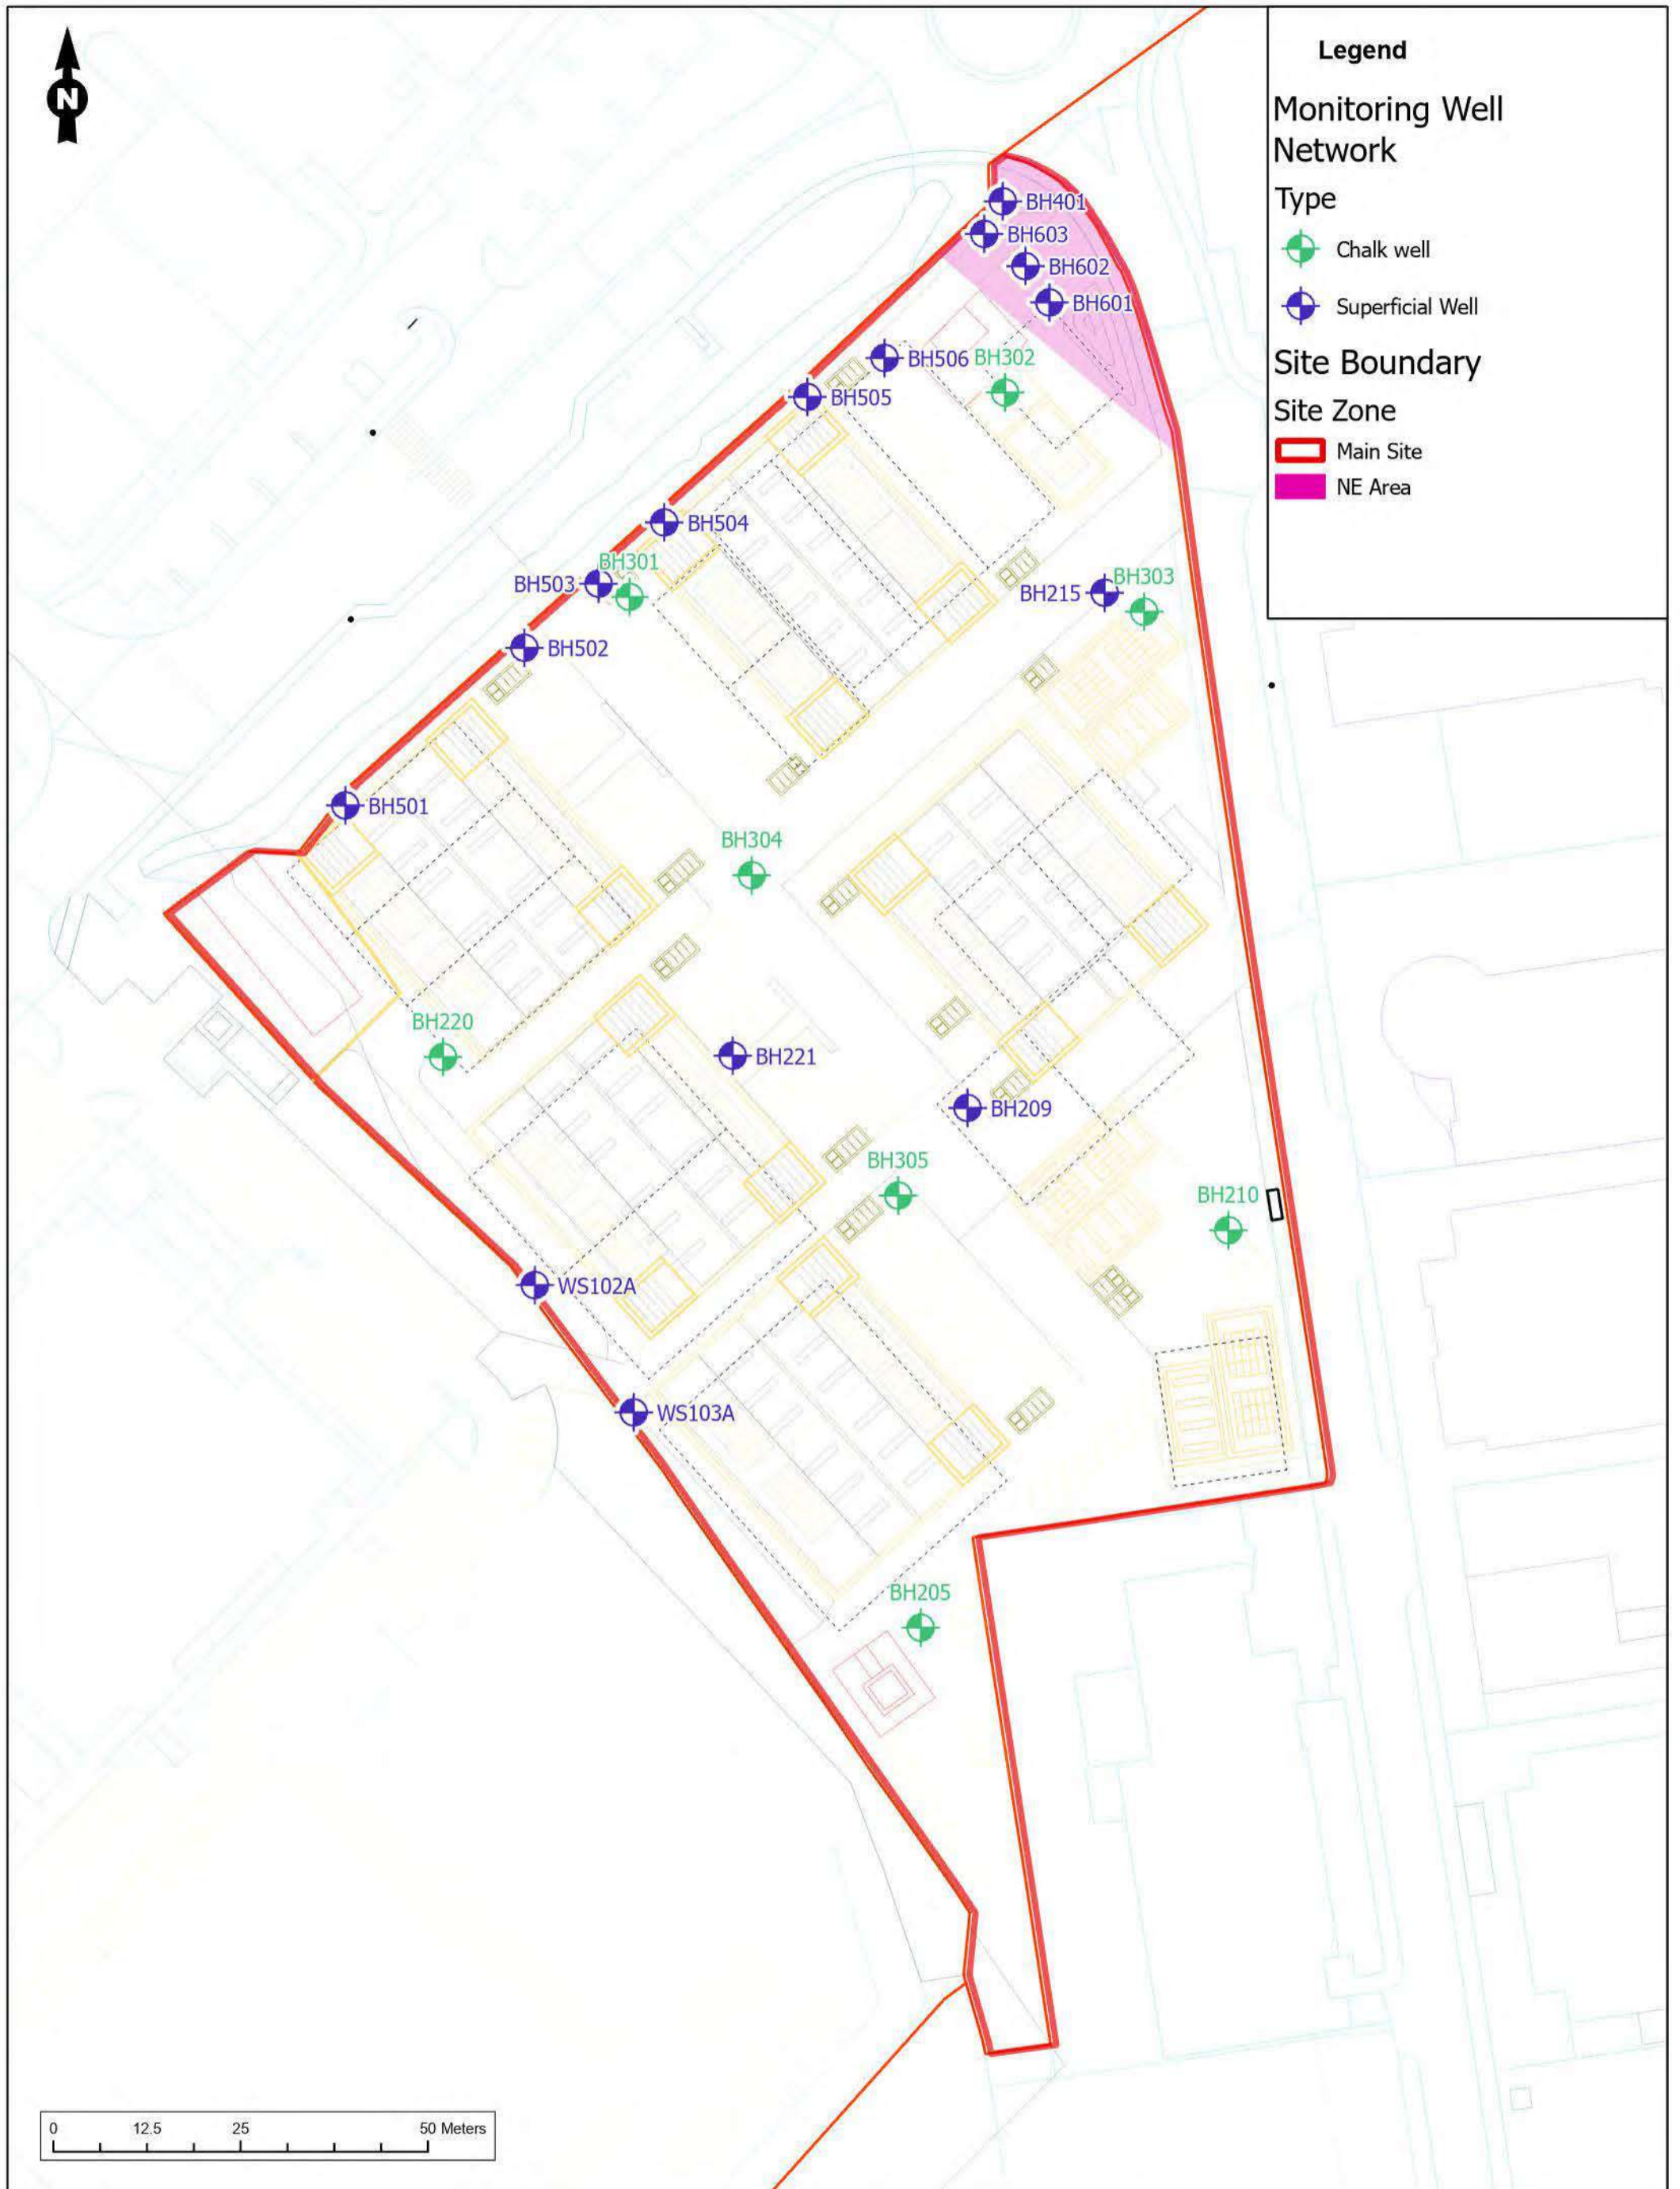 N
Legend
Monitoring Well
Network
Type
Chalk well
Superficial Well
Site Boundary
Site Zone
Main Site
NE Area
BH401
BH603
BH602
BH601
BH506
BH302
BH505
BH504
BH301
BH503
BH215
BH303
BH502
BH501
BH304
BH220
BH221
BH209
BH305
BH210
WS102A
WS103A
BH205
0 12.5 25 50 Meters